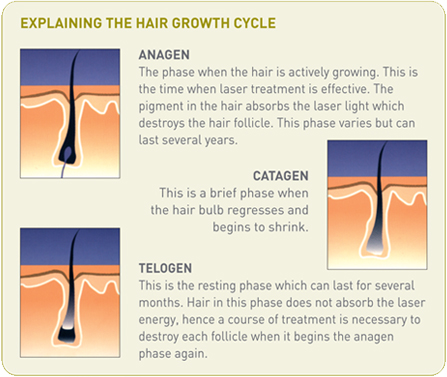 EXPLAINING THE HAIR GROWTH CYCLE
ANAGEN
The phase when the hair is actively growing. This is
the time when laser treatment is effective. The
pigment in the hair absorbs the laser light which
destroys the hair follicle. This phase varies but can
last several years.
CATAGEN
This is a brief phase when
the hair bulb regresses and
begins to shrink.
TELOGEN
This is the resting phase which can last for several
months. Hair in this phase does not absorb the laser
energy, hence a course of treatment is necessary to
destroy each follicle when it begins the anagen
phase again.